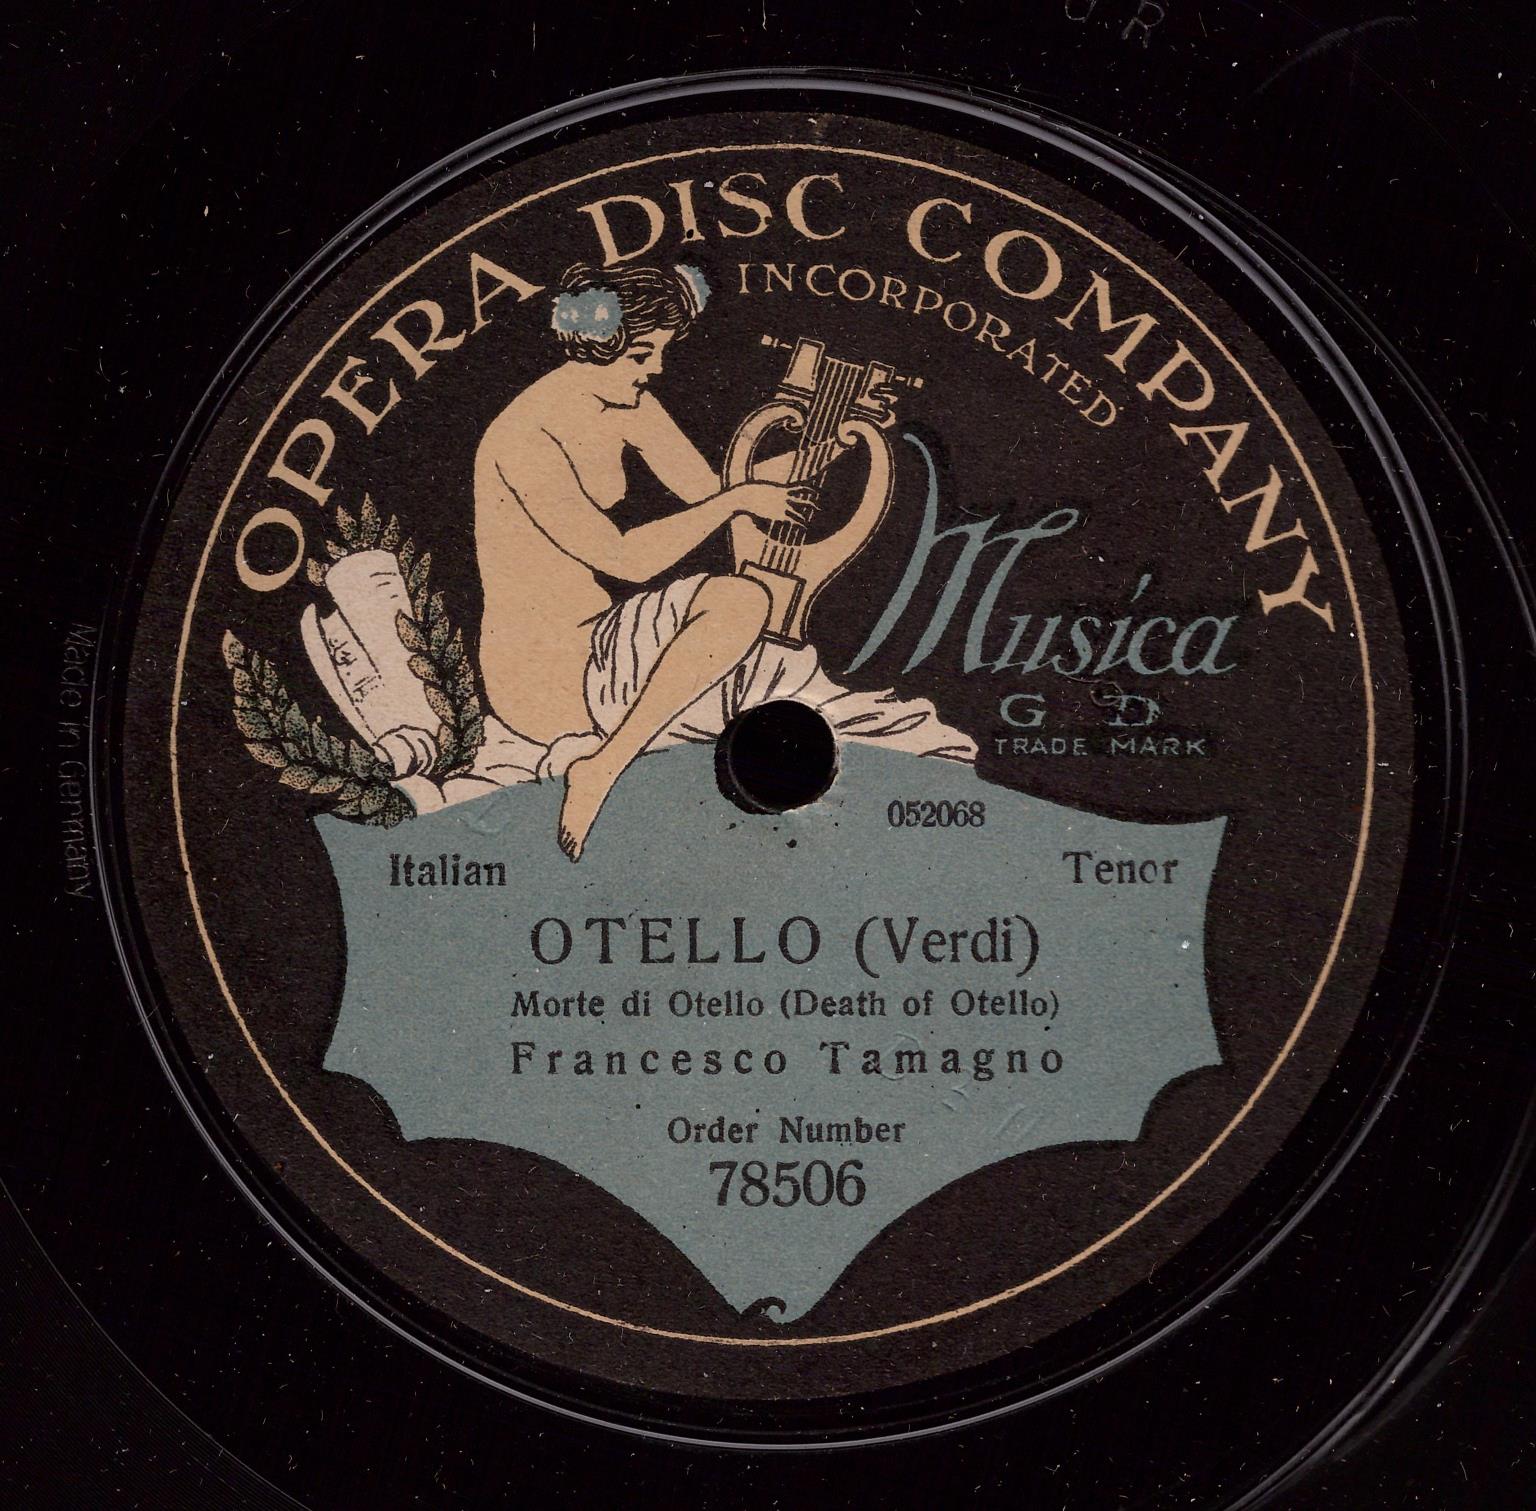 OPERA DISC COMPANY
INCORPORATED
Musica
G D
TRADE MARK
052068
Italian Tenor
OTELLO (Verdi)
Morte di Otello (Death of Otello)
Francesco Tamagno
Order Number
78506
Made in Germany